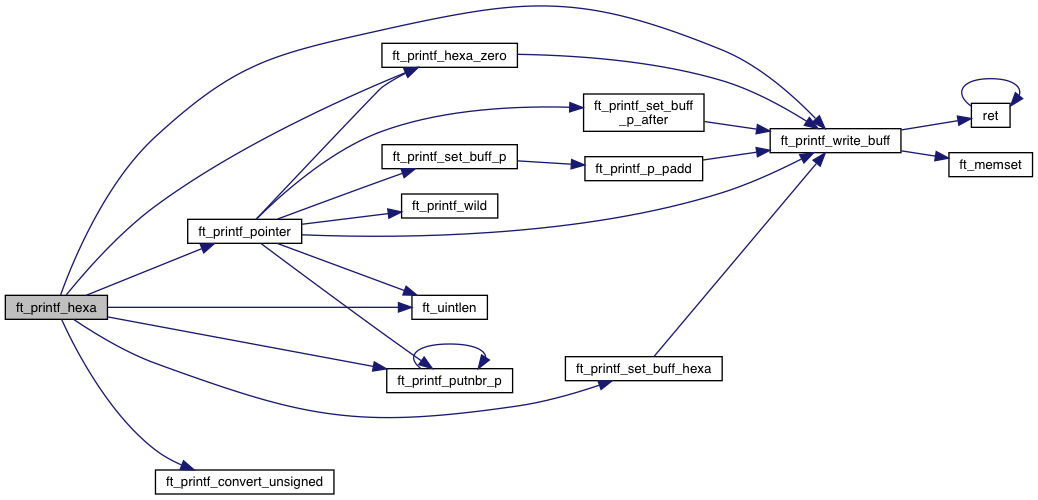 ft_printf_hexa_zero
ft_printf_set_buff
_p_after
ret
ft_printf_write_buff
ft_printf_set_buff_p
ft_printf_p_padd
ft_memset
ft_printf_wild
ft_printf_pointer
ft_printf_hexa
ft_uintlen
ft_printf_set_buff_hexa
ft_printf_putnbr_p
ft_printf_convert_unsigned